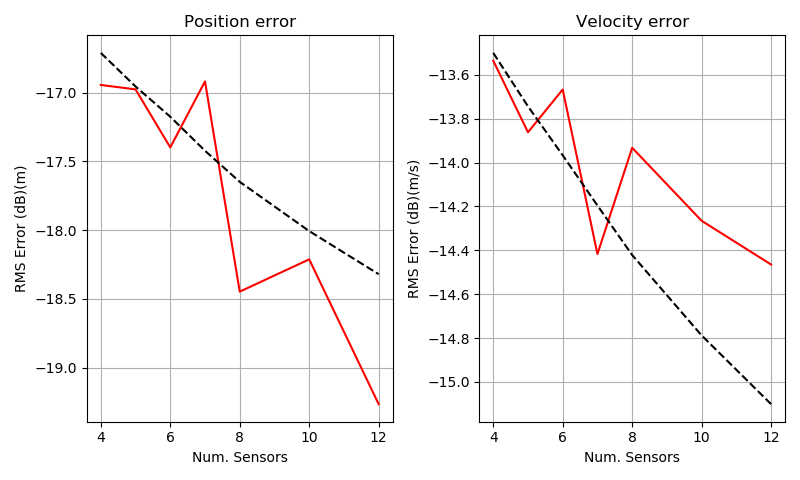 Position error
RMS Error (dB)(m)
−17.0
−17.5
−18.0
−18.5
−19.0
4 6 8 10 12
Num. Sensors
Velocity error
RMS Error (dB)(m/s)
−13.6
−13.8
−14.0
−14.2
−14.4
−14.6
−14.8
−15.0
4 6 8 10 12
Num. Sensors